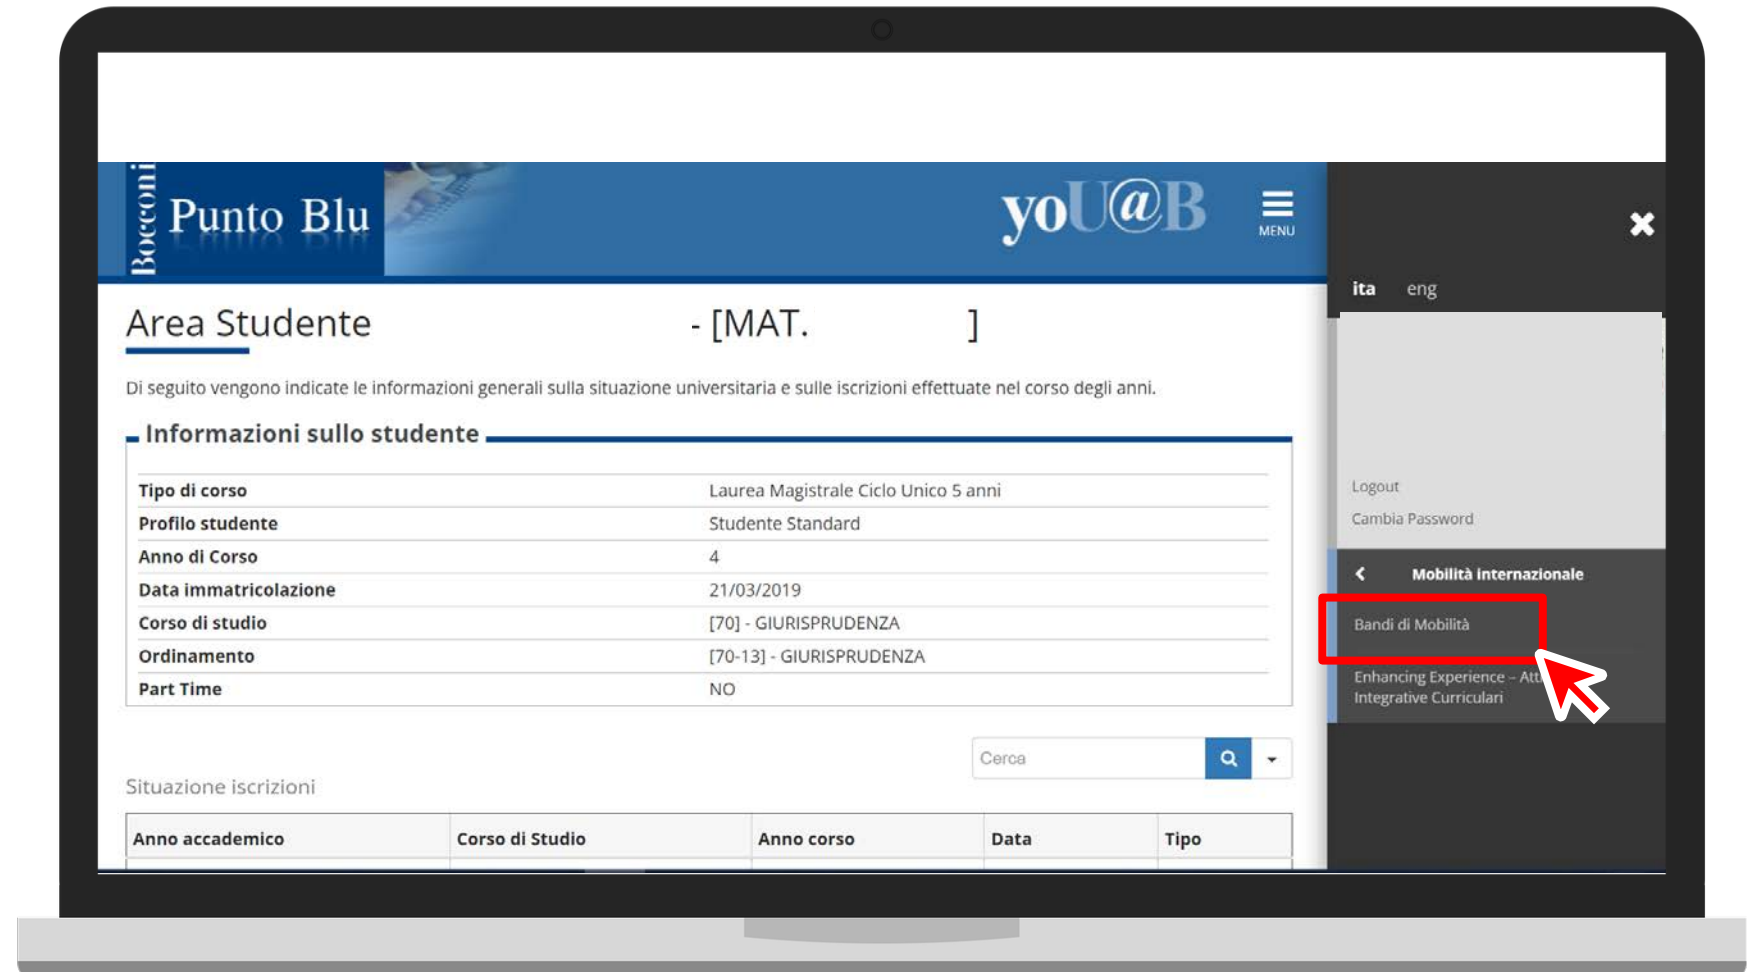 Bocconi
Punto Blu
yoU@B
MENU
ita eng
Area Studente - [MAT. ]
Di seguito vengono indicate le informazioni generali sulla situazione universitaria e sulle iscrizioni effettuate nel corso degli anni.
Informazioni sullo studente
Tipo di corso Laurea Magistrale Ciclo Unico 5 anni
Profilo studente Studente Standard
Anno di Corso 4
Data immatricolazione 21/03/2019
Corso di studio [70] - GIURISPRUDENZA
Ordinamento [70-13] - GIURISPRUDENZA
Part Time NO
Cerca
Situazione iscrizioni
Anno accademico Corso di Studio Anno corso Data Tipo
Logout
Cambia Password
Mobilità internazionale
Bandi di Mobilità
Enhancing Experience –
Integrative Curriculari